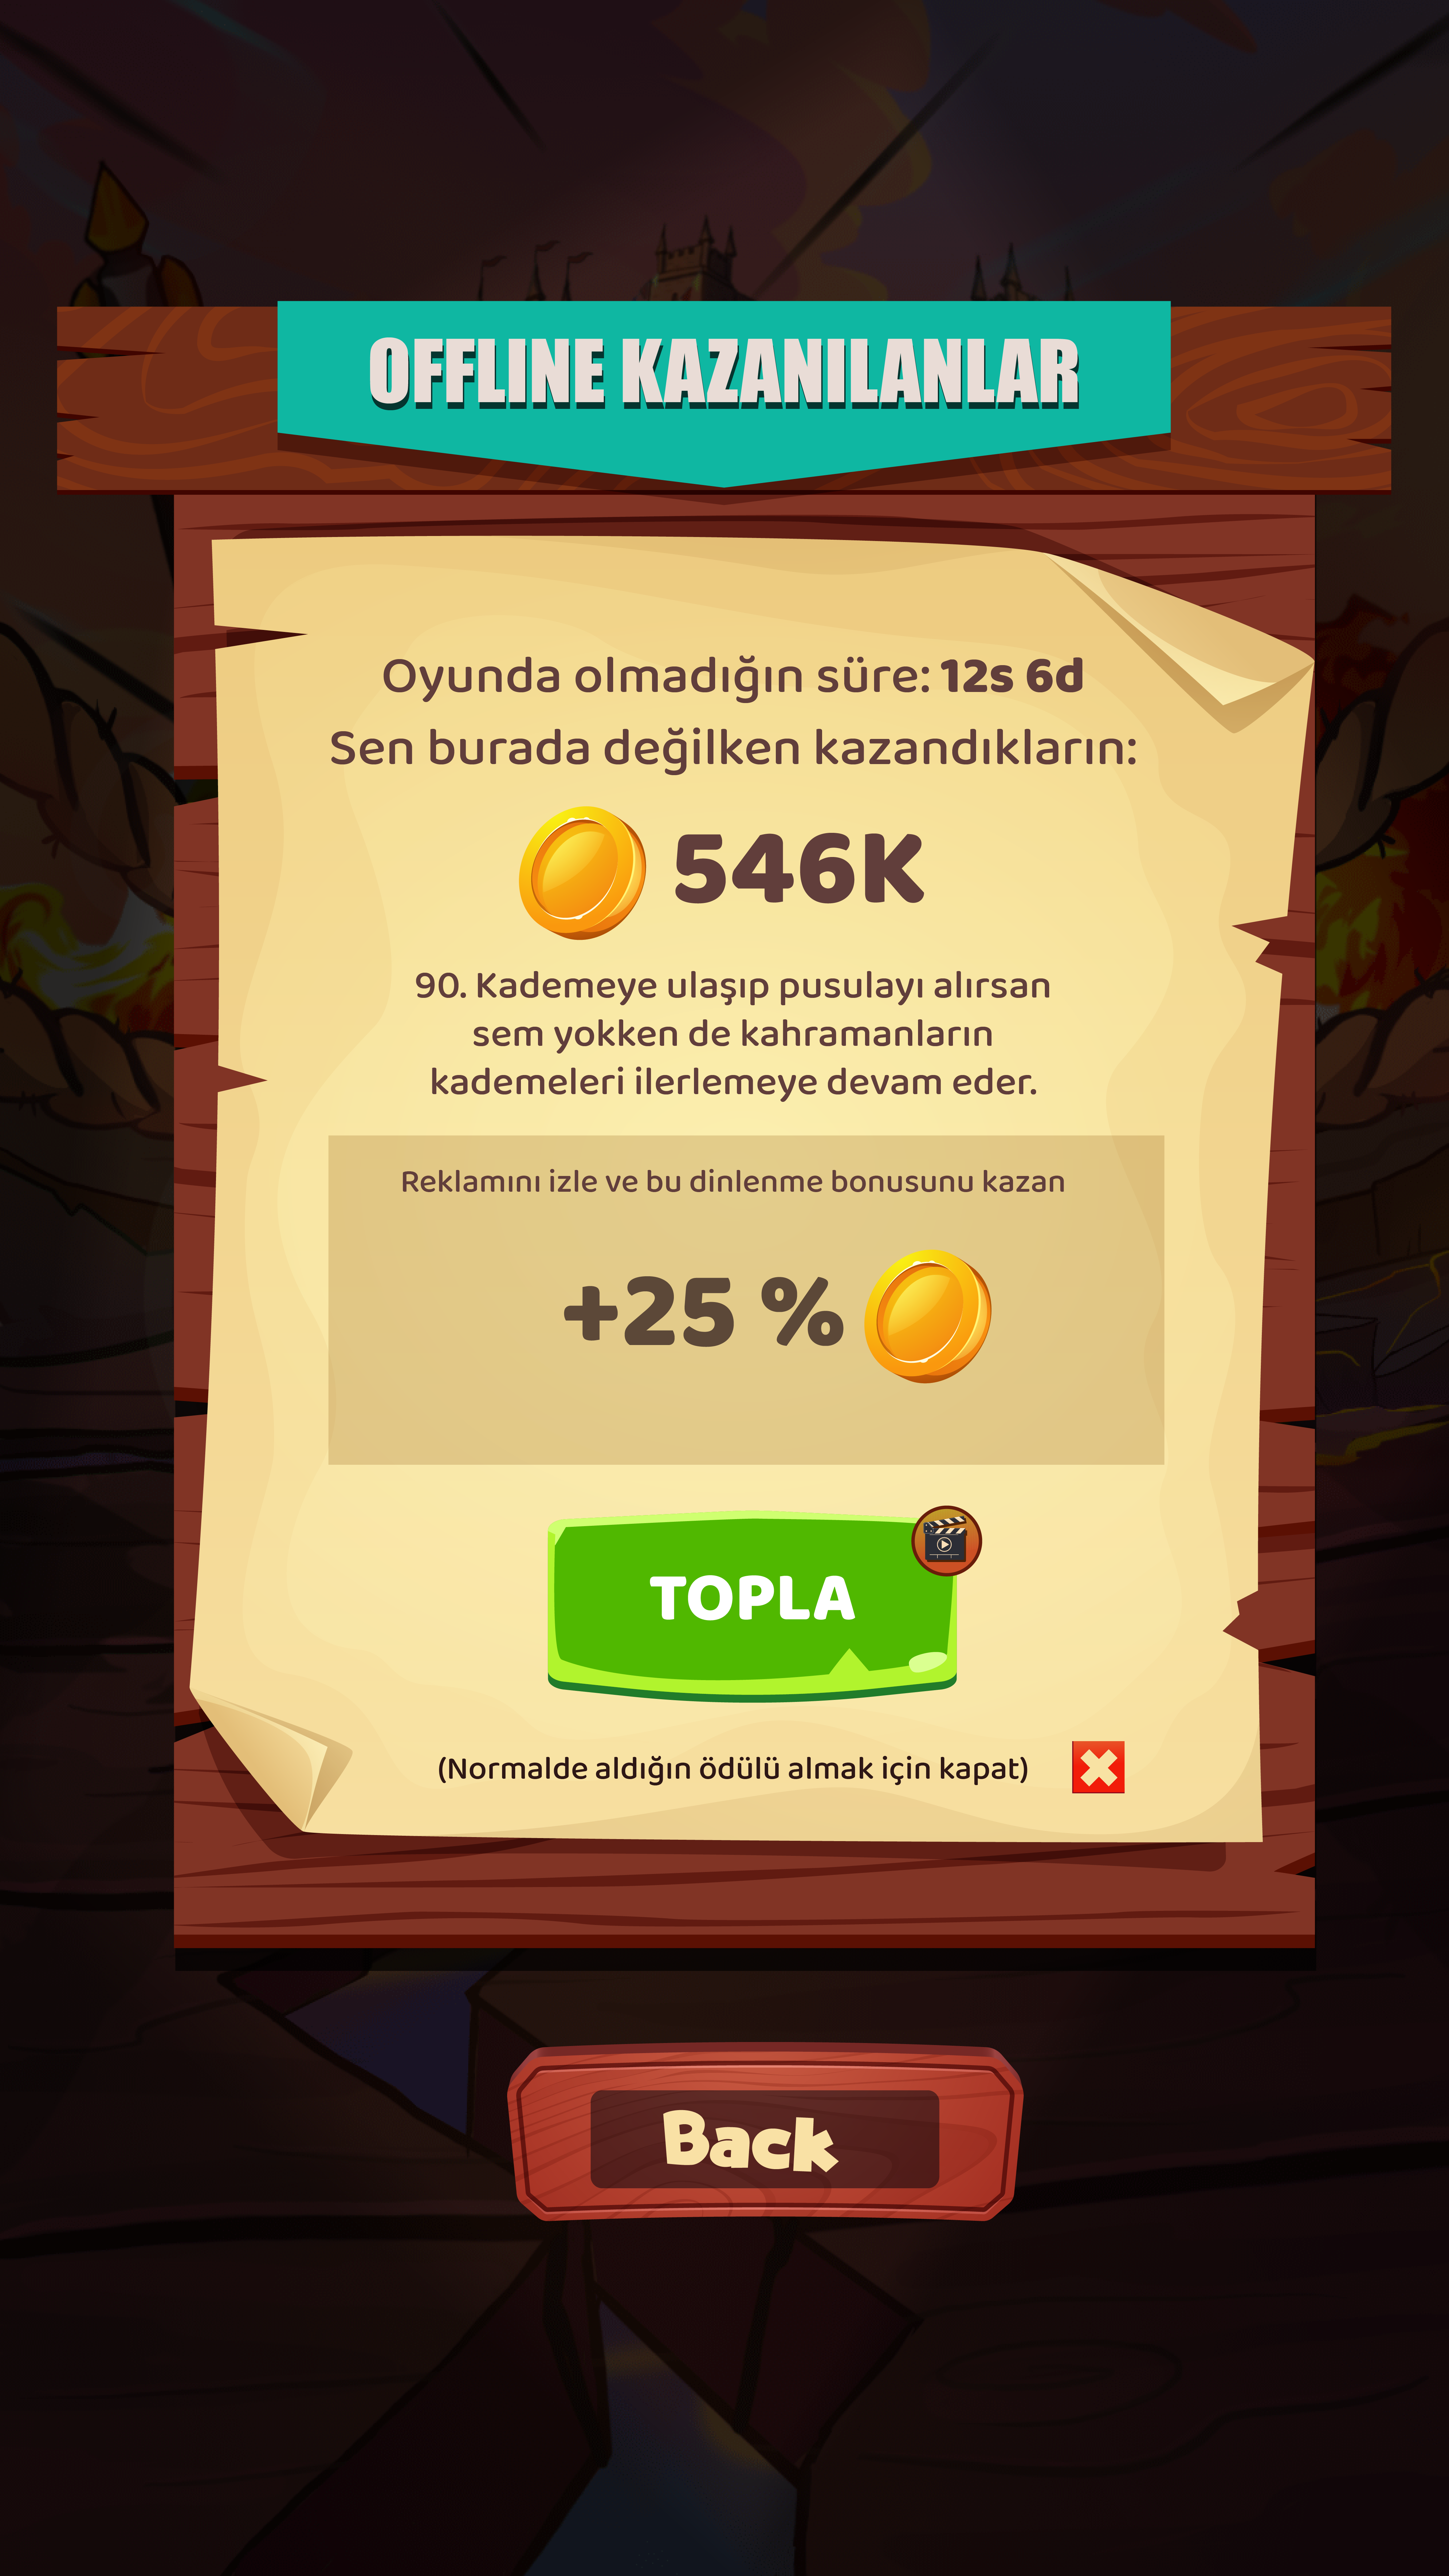 OFFLINE KAZANILANLAR
Oyunda olmadığın süre: 12s 6d
Sen burada değilken kazandıkların:
546K
90. Kademeye ulaşıp pusulayı alırsan
sem yokken de kahramanların
kademeleri ilerlemeye devam eder.
Reklamını izle ve bu dinlenme bonusunu kazan
+25 %
TOPLA
(Normalde aldığın ödülü almak için kapat)
Back